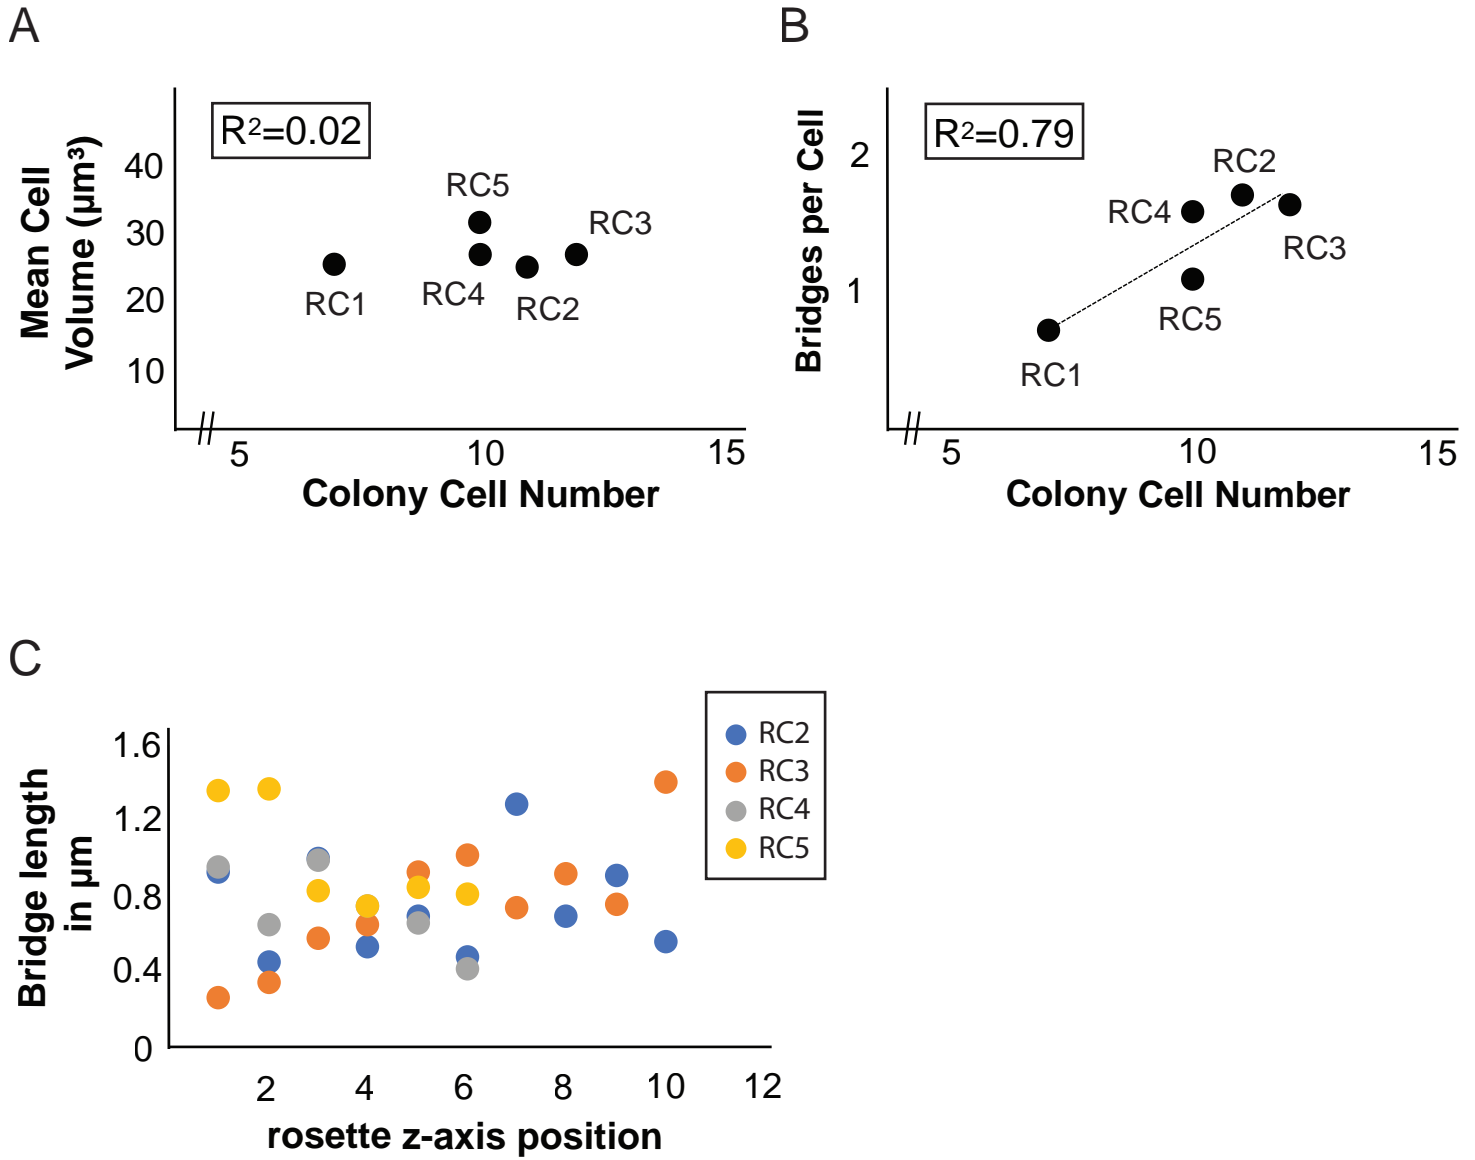 A
R²=0.02
Mean Cell
Volume (µm³)
40
30
20
10
RC5
RC3
RC1
RC4
RC2
5
10
15
Colony Cell Number
B
R²=0.79
Bridges per Cell
2
1
RC2
RC4
RC3
RC5
RC1
5
10
15
Colony Cell Number
C
Bridge length
in µm
1.6
1.2
0.8
0.4
0
RC2
RC3
RC4
RC5
2
4
6
8
10
12
rosette z-axis position